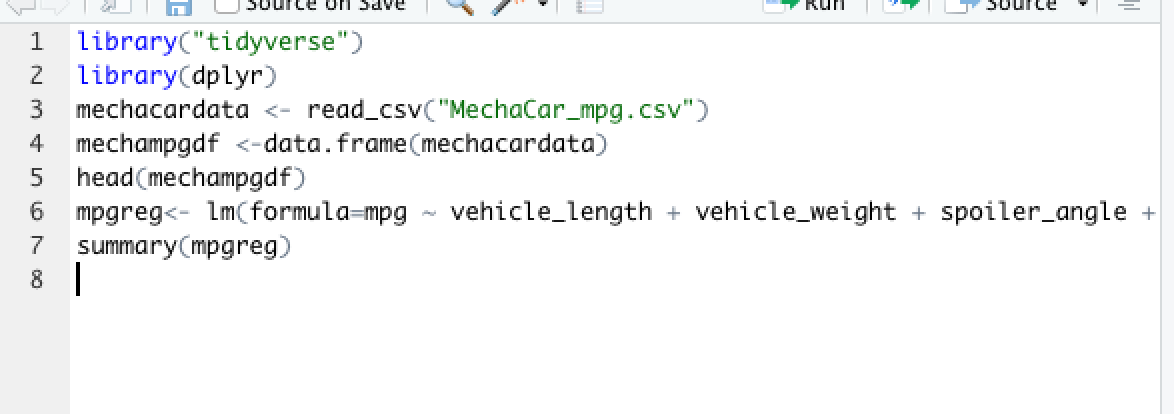 Source on Save Run Source
1 library("tidyverse")
2 library(dplyr)
3 mechacardata <- read_csv("MechaCar_mpg.csv")
4 mechampgdf <-data.frame(mechacardata)
5 head(mechampgdf)
6 mpgreg<- lm(formula=mpg ~ vehicle_length + vehicle_weight + spoiler_angle +
7 summary(mpgreg)
8